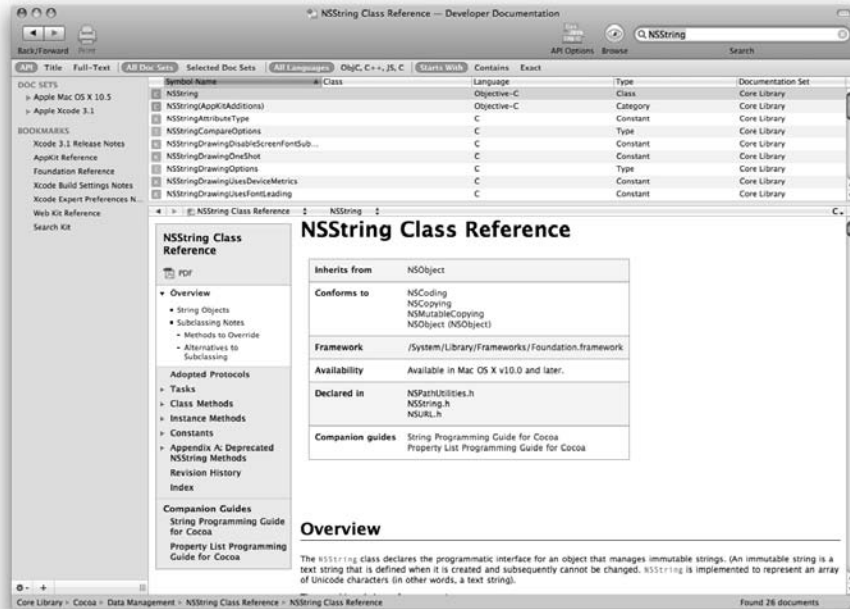 NSString Class Reference — Developer Documentation
Back/Forward Print API Options Browse Search
NSString
API Title Full-Text All Doc Sets Selected Doc Sets All Languages ObjC, C++, JS, C Starts With Contains Exact
DOC SETS
Apple Mac OS X 10.5
Apple Xcode 3.1
BOOKMARKS
Xcode 3.1 Release Notes
AppKit Reference
Foundation Reference
Xcode Build Settings Notes
Xcode Expert Preferences N...
Web Kit Reference
Search Kit
Symbol Name Class Language Type Documentation Set
NSString Objective-C Class Core Library
NSString(AppKitAdditions) Objective-C Category Core Library
NSStringAttributeType C Constant Core Library
NSStringCompareOptions C Type Core Library
NSStringDrawingDisableScreenFontSub... C Constant Core Library
NSStringDrawingOneShot C Constant Core Library
NSStringDrawingOptions C Type Core Library
NSStringDrawingUsesDeviceMetrics C Constant Core Library
NSStringDrawingUsesFontLeading C Constant Core Library
NSString Class Reference NSString C
NSString Class
Reference
PDF
Overview
String Objects
Subclassing Notes
- Methods to Override
- Alternatives to
Subclassing
Adopted Protocols
Tasks
Class Methods
Instance Methods
Constants
Appendix A: Deprecated
NSString Methods
Revision History
Index
Companion Guides
String Programming Guide
for Cocoa
Property List Programming
Guide for Cocoa
NSString Class Reference
Inherits from NSObject
Conforms to NSCoding
NSCopying
NSMutableCopying
NSObject (NSObject)
Framework /System/Library/Frameworks/Foundation.framework
Availability Available in Mac OS X v10.0 and later.
Declared in NSPathUtilities.h
NSString.h
NSURL.h
Companion guides String Programming Guide for Cocoa
Property List Programming Guide for Cocoa
Overview
The NSString class declares the programmatic interface for an object that manages immutable strings. (An immutable string is a
text string that is defined when it is created and subsequently cannot be changed. NSString is implemented to represent an array
of Unicode characters (in other words, a text string).
Core Library Cocoa Data Management NSString Class Reference NSString Class Reference Found 26 documents